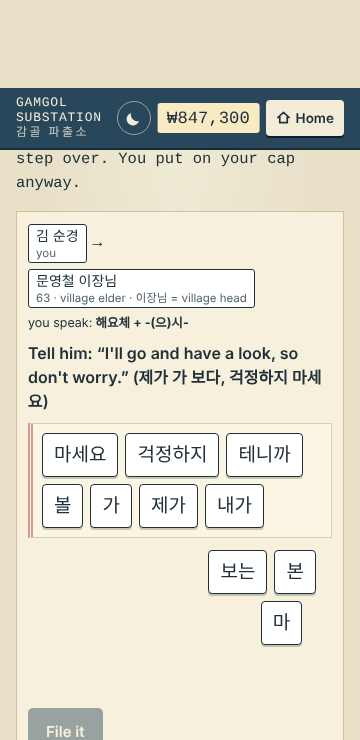 GAMGOL
SUBSTATION
감골 파출소
₩847,300
Home
step over. You put on your cap
anyway.
김 순경
you
→
문영철 이장님
63 · village elder · 이장님 = village head
you speak: 해요체 + -(으)시-
Tell him: “I'll go and have a look, so
don't worry.” (제가 가 보다, 걱정하지 마세
요)
마세요 걱정하지 테니까
볼 가 제가 내가
보는 본
마
File it